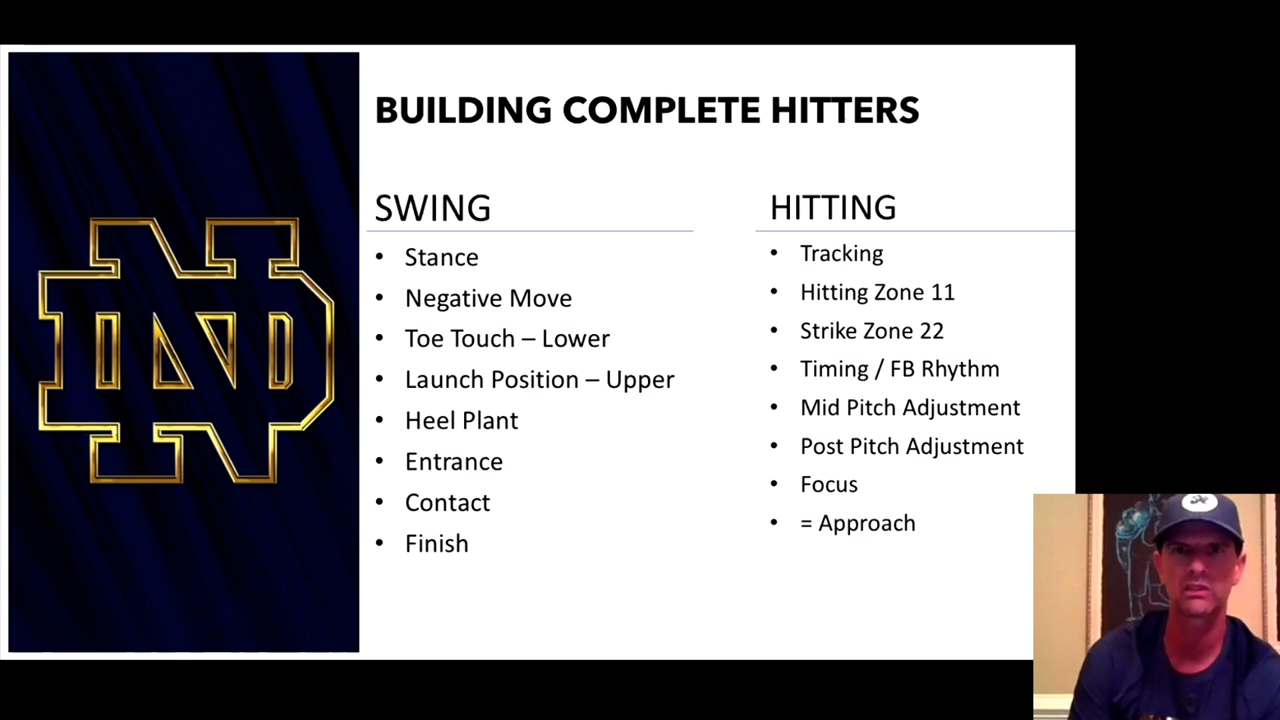 BUILDING COMPLETE HITTERS
SWING
• Stance
• Negative Move
• Toe Touch – Lower
• Launch Position – Upper
• Heel Plant
• Entrance
• Contact
• Finish
HITTING
• Tracking
• Hitting Zone 11
• Strike Zone 22
• Timing / FB Rhythm
• Mid Pitch Adjustment
• Post Pitch Adjustment
• Focus
• = Approach
ND